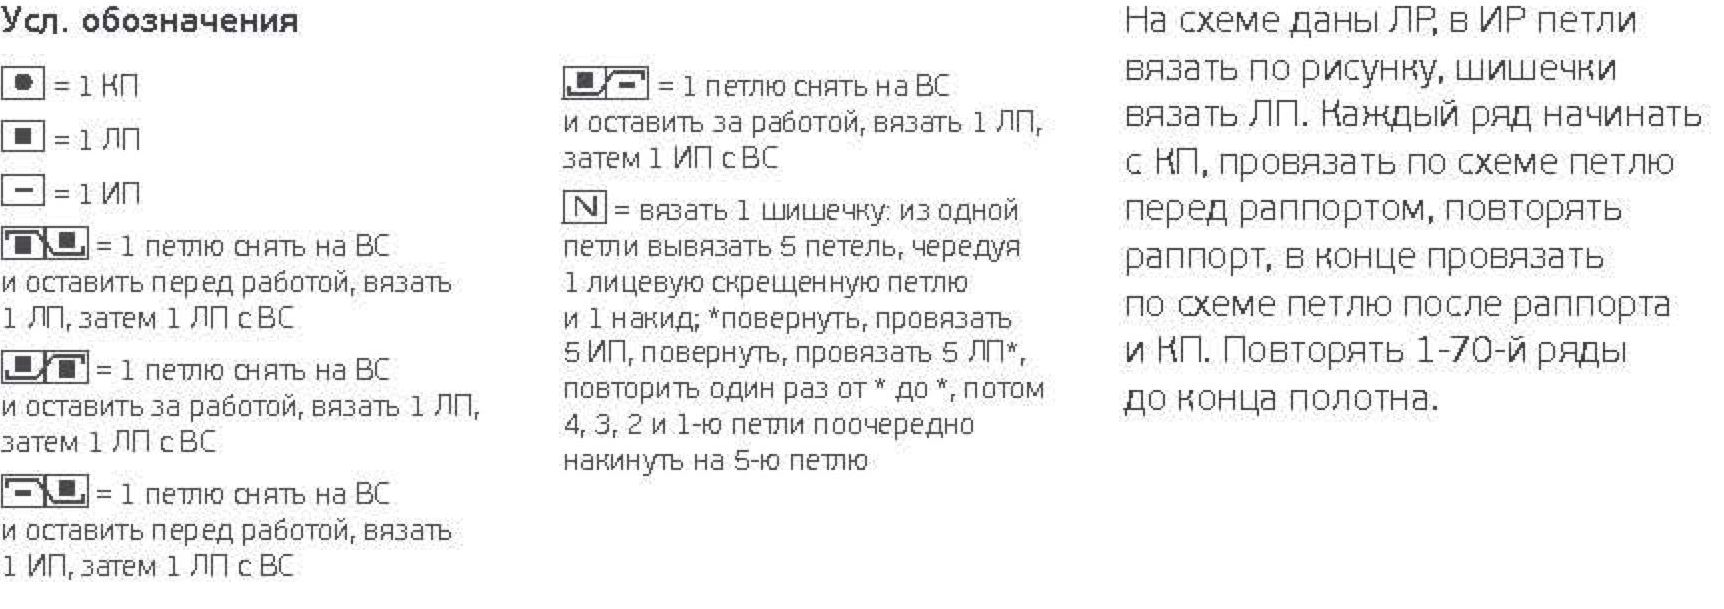 Усл. обозначения
= 1 КП
= 1 ЛП
= 1 ИП
= 1 петлю снять на ВС
и оставить перед работой, вязать
1 ЛП, затем 1 ЛП с ВС
= 1 петлю снять на ВС
и оставить за работой, вязать 1 ЛП,
затем 1 ЛП с ВС
= 1 петлю снять на ВС
и оставить перед работой, вязать
1 ИП, затем 1 ЛП с ВС
= 1 петлю снять на ВС
и оставить за работой, вязать 1 ЛП,
затем 1 ИП с ВС
N = вязать 1 шишечку: из одной
петли вывязать 5 петель, чередуя
1 лицевую скрещенную петлю
и 1 накид; *повернуть, провязать
5 ИП, повернуть, провязать 5 ЛП*,
повторить один раз от * до *, потом
4, 3, 2 и 1-ю петли поочередно
накинуть на 5-ю петлю
На схеме даны ЛР, в ИР петли
вязать по рисунку, шишечки
вязать ЛП. Каждый ряд начинать
с КП, провязать по схеме петлю
перед раппортом, повторять
раппорт, в конце провязать
по схеме петлю после раппорта
и КП. Повторять 1-70-й ряды
до конца полотна.